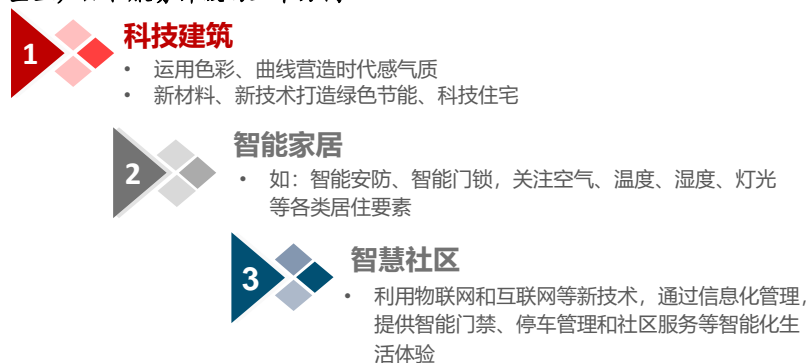 1
科技建筑
• 运用色彩、曲线营造时代感气质
• 新材料、新技术打造绿色节能、科技住宅
2
智能家居
• 如：智能安防、智能门锁，关注空气、温度、湿度、灯光
等各类居住要素
3
智慧社区
• 利用物联网和互联网等新技术，通过信息化管理，
提供智能门禁、停车管理和社区服务等智能化生
活体验